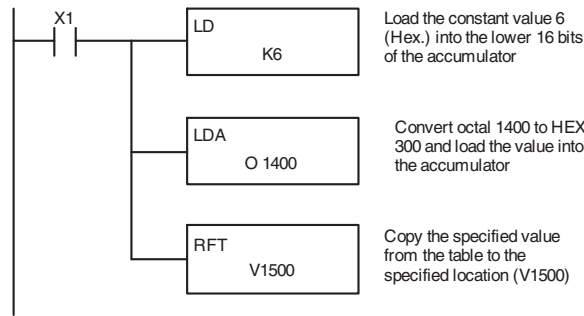 X1
LD
K6
Load the constant value 6
(Hex.) into the lower 16 bits
of the accumulator
LDA
O 1400
Convert octal 1400 to HEX
300 and load the value into
the accumulator
RFT
V1500
Copy the specified value
from the table to the
specified location (V1500)